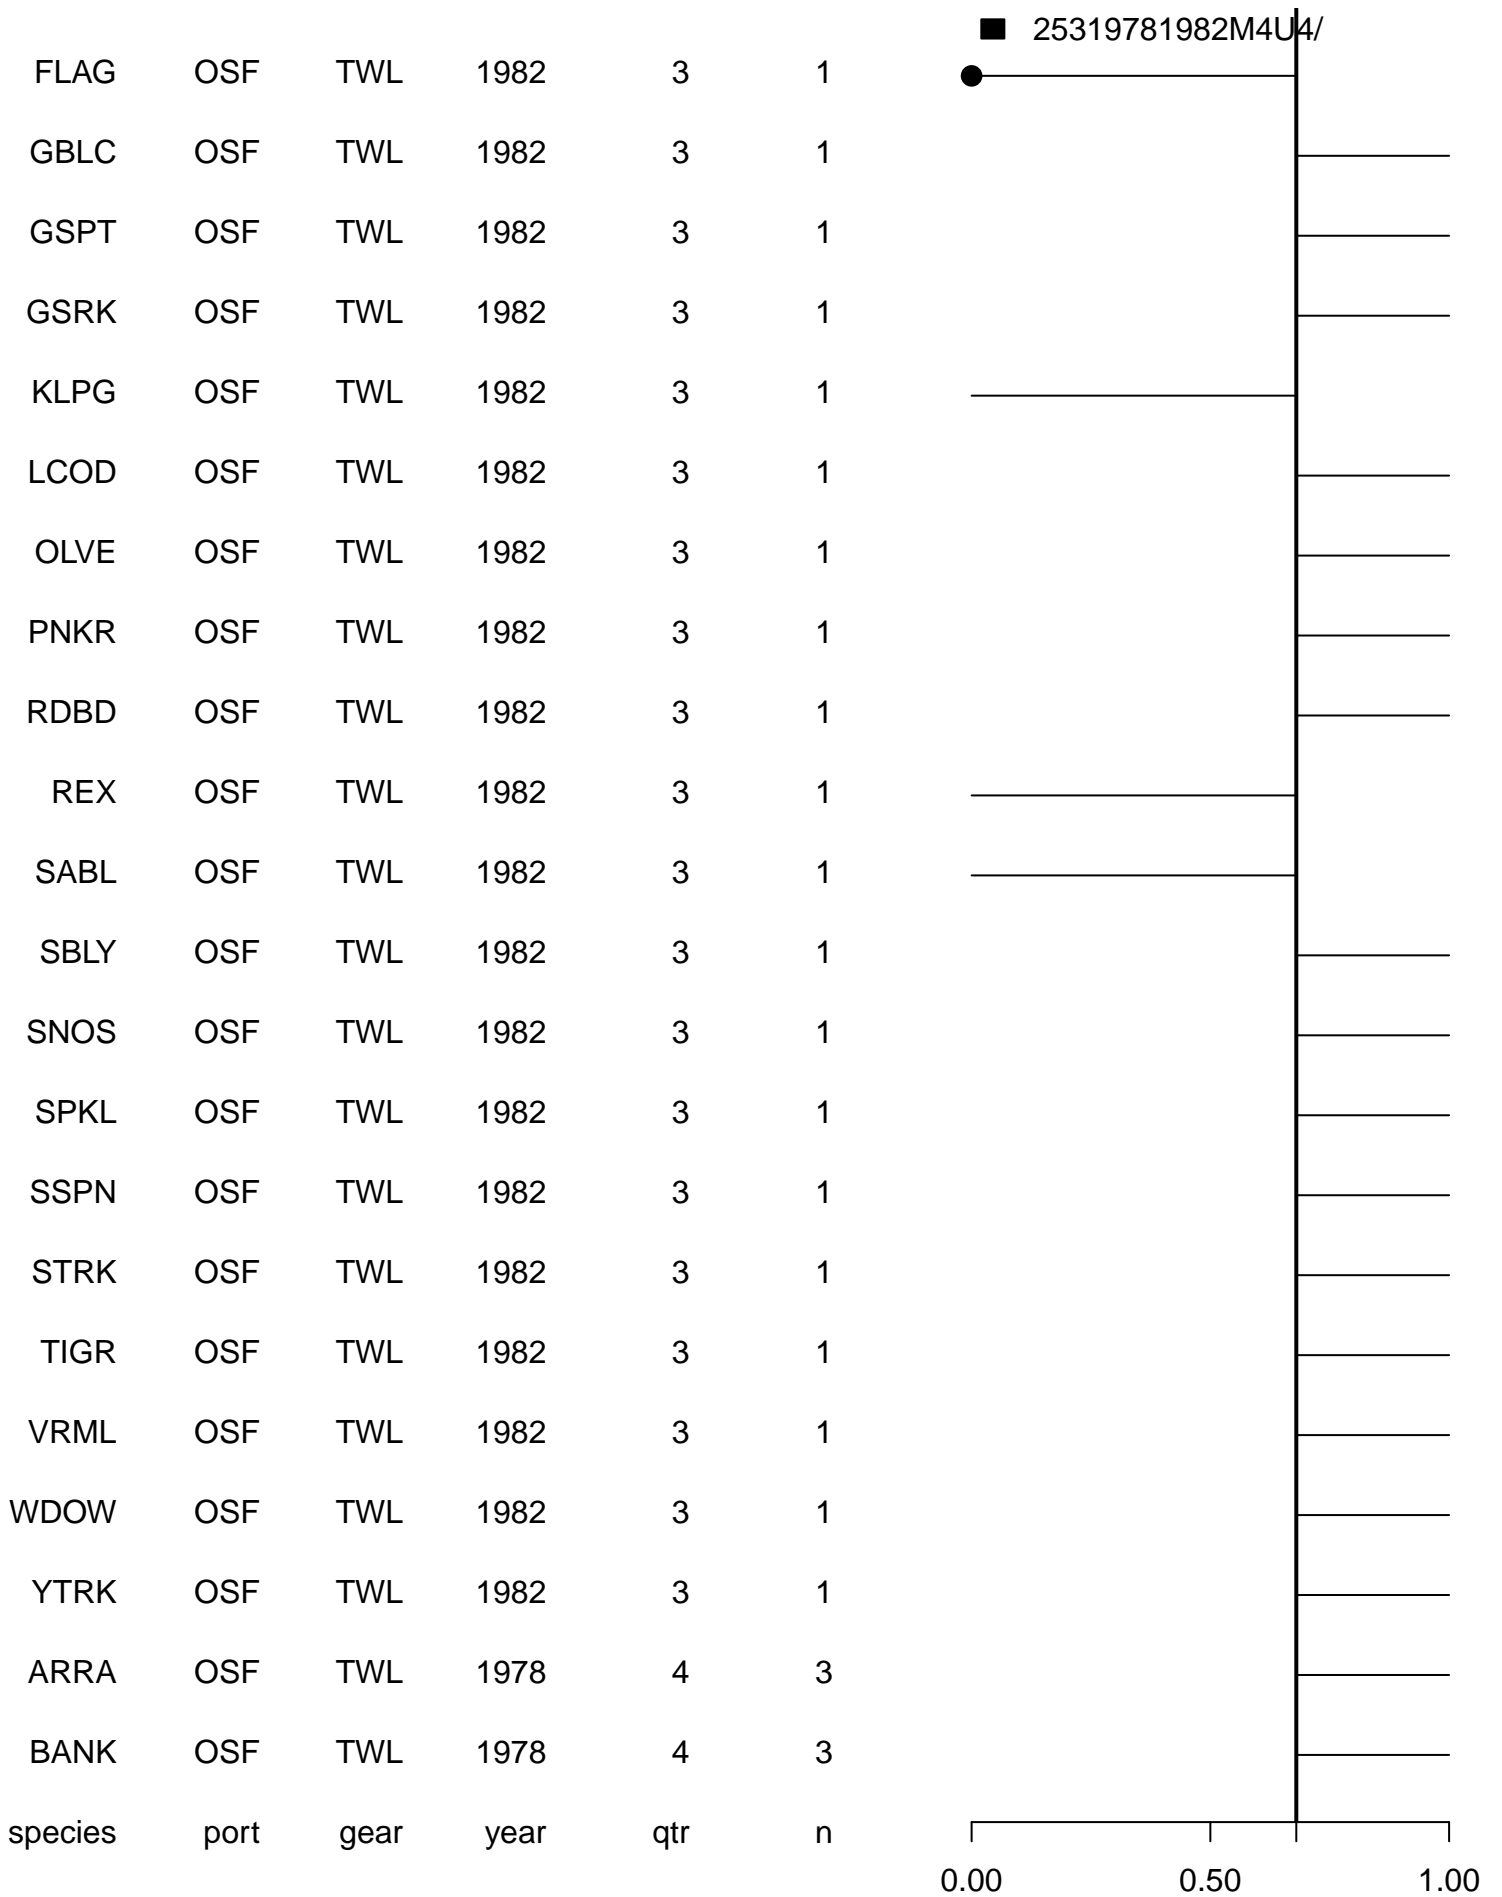 25319781982M4U4/
FLAG OSF TWL 1982 3 1
GBLC OSF TWL 1982 3 1
GSPT OSF TWL 1982 3 1
GSRK OSF TWL 1982 3 1
KLPG OSF TWL 1982 3 1
LCOD OSF TWL 1982 3 1
OLVE OSF TWL 1982 3 1
PNKR OSF TWL 1982 3 1
RDBD OSF TWL 1982 3 1
REX OSF TWL 1982 3 1
SABL OSF TWL 1982 3 1
SBLY OSF TWL 1982 3 1
SNOS OSF TWL 1982 3 1
SPKL OSF TWL 1982 3 1
SSPN OSF TWL 1982 3 1
STRK OSF TWL 1982 3 1
TIGR OSF TWL 1982 3 1
VRML OSF TWL 1982 3 1
WDOW OSF TWL 1982 3 1
YTRK OSF TWL 1982 3 1
ARRA OSF TWL 1978 4 3
BANK OSF TWL 1978 4 3
species port gear year qtr n
0.00 0.50 1.00